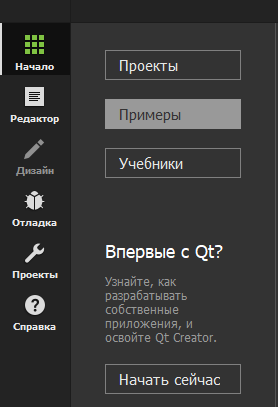 Начало
Редактор
Дизайн
Отладка
Проекты
Справка
Проекты
Примеры
Учебники
Впервые с Qt?
Узнайте, как
разрабатывать
собственные
приложения, и
освойте Qt Creator.
Начать сейчас